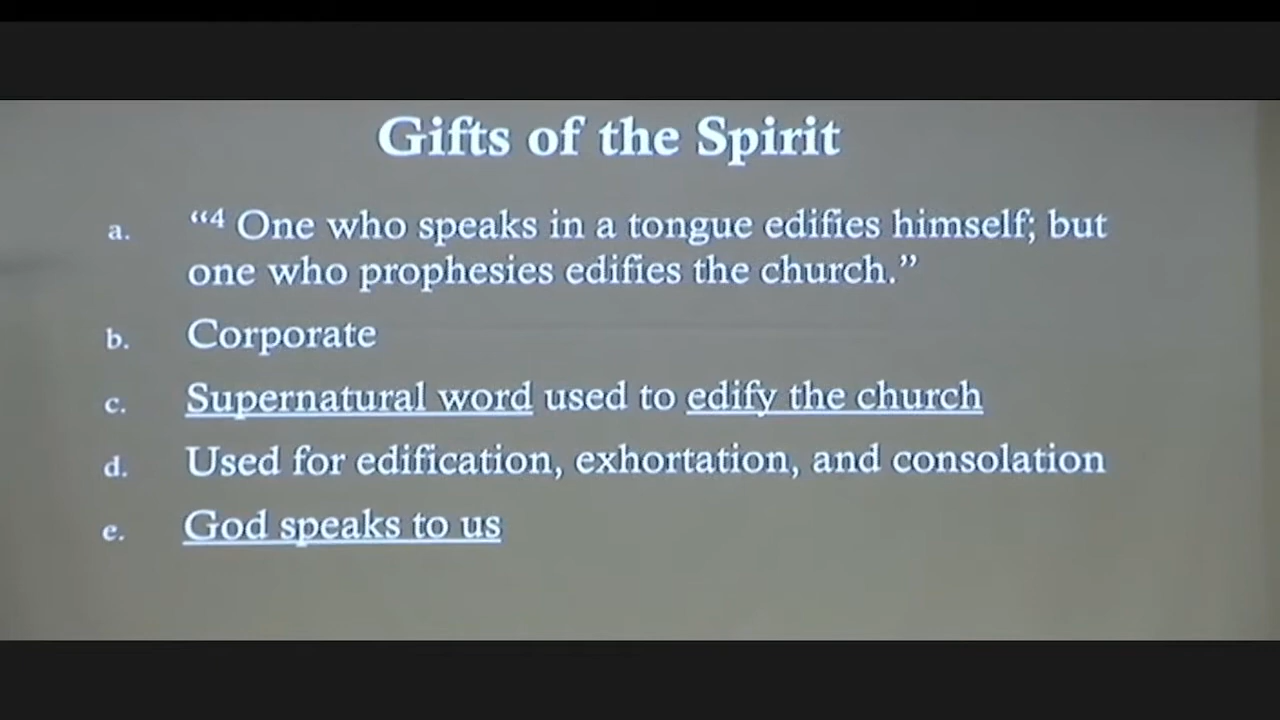 Gifts of the Spirit
a. “4 One who speaks in a tongue edifies himself; but
one who prophesies edifies the church.”
b. Corporate
c. Supernatural word used to edify the church
d. Used for edification, exhortation, and consolation
e. God speaks to us